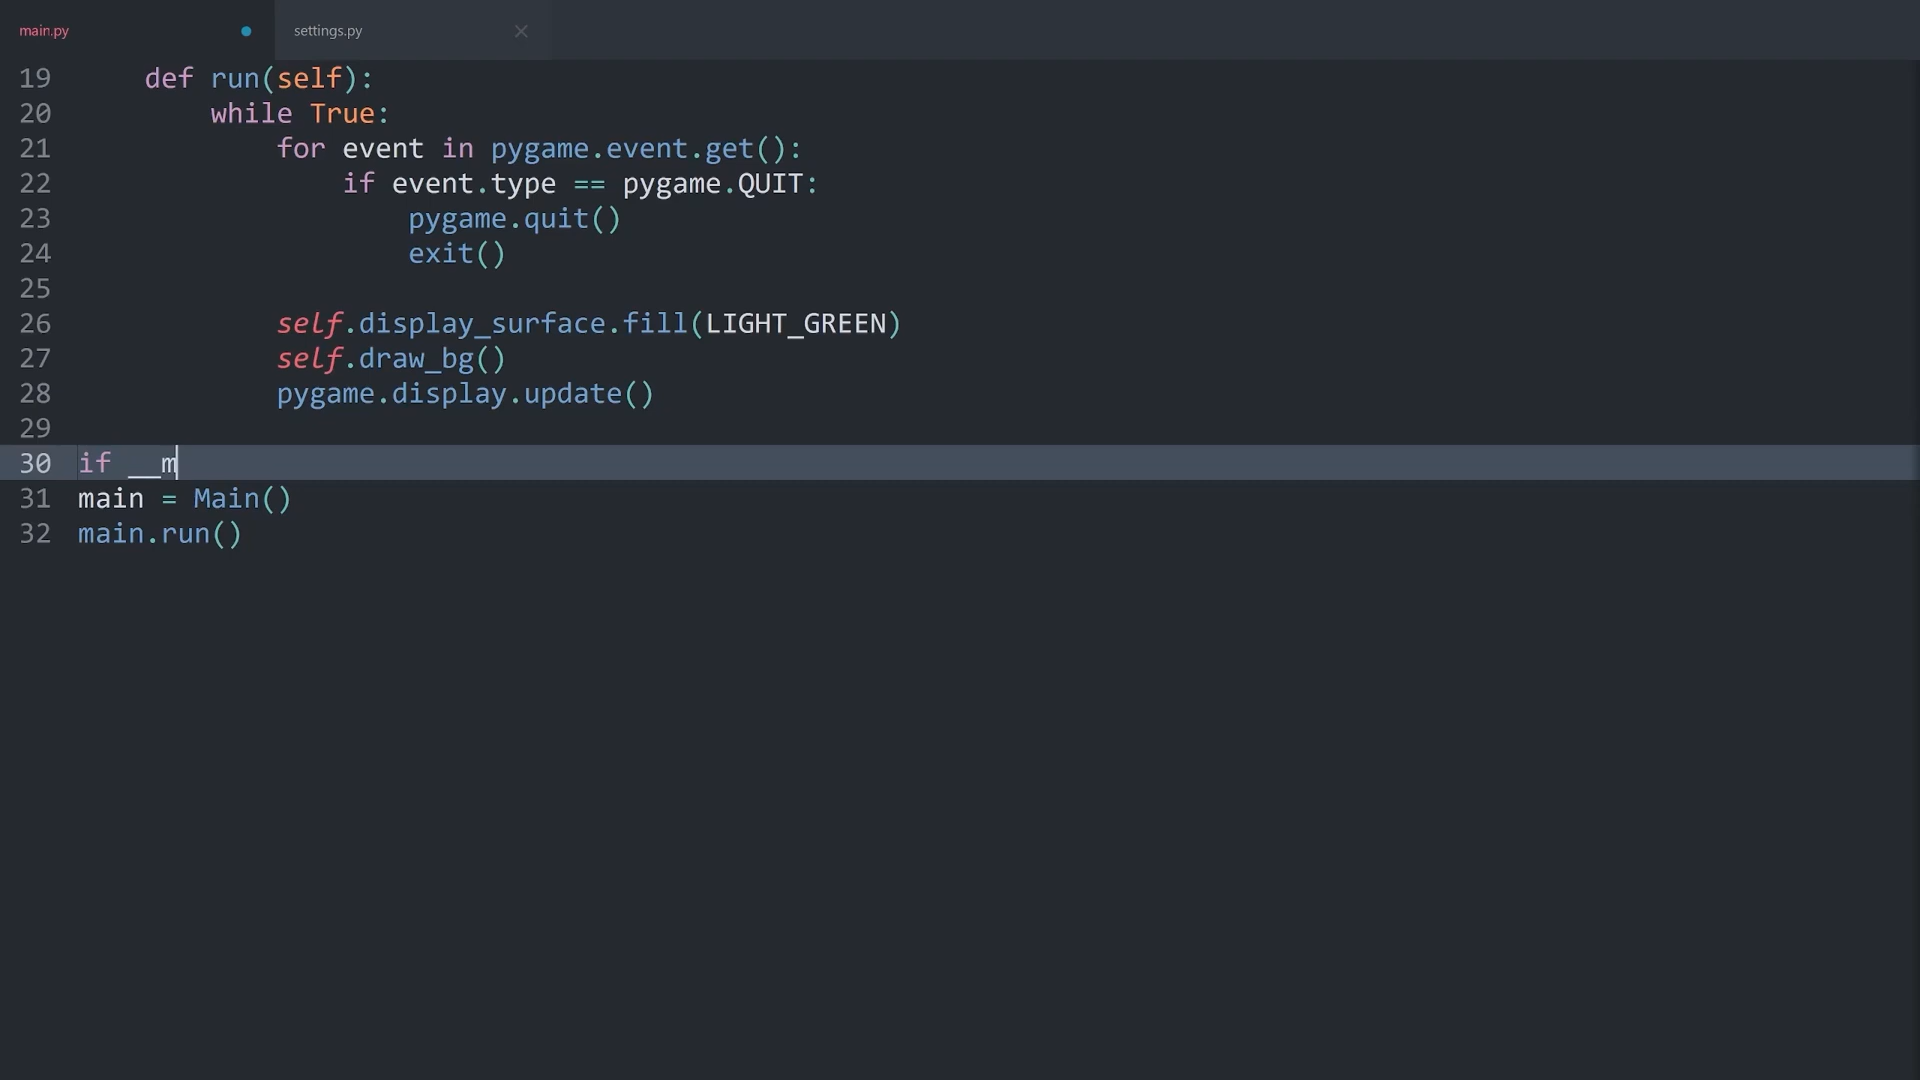 main.py
settings.py
19 def run(self):
20 while True:
21 for event in pygame.event.get():
22 if event.type == pygame.QUIT:
23 pygame.quit()
24 exit()
25
26 self.display_surface.fill(LIGHT_GREEN)
27 self.draw_bg()
28 pygame.display.update()
29
30 if __m
31 main = Main()
32 main.run()